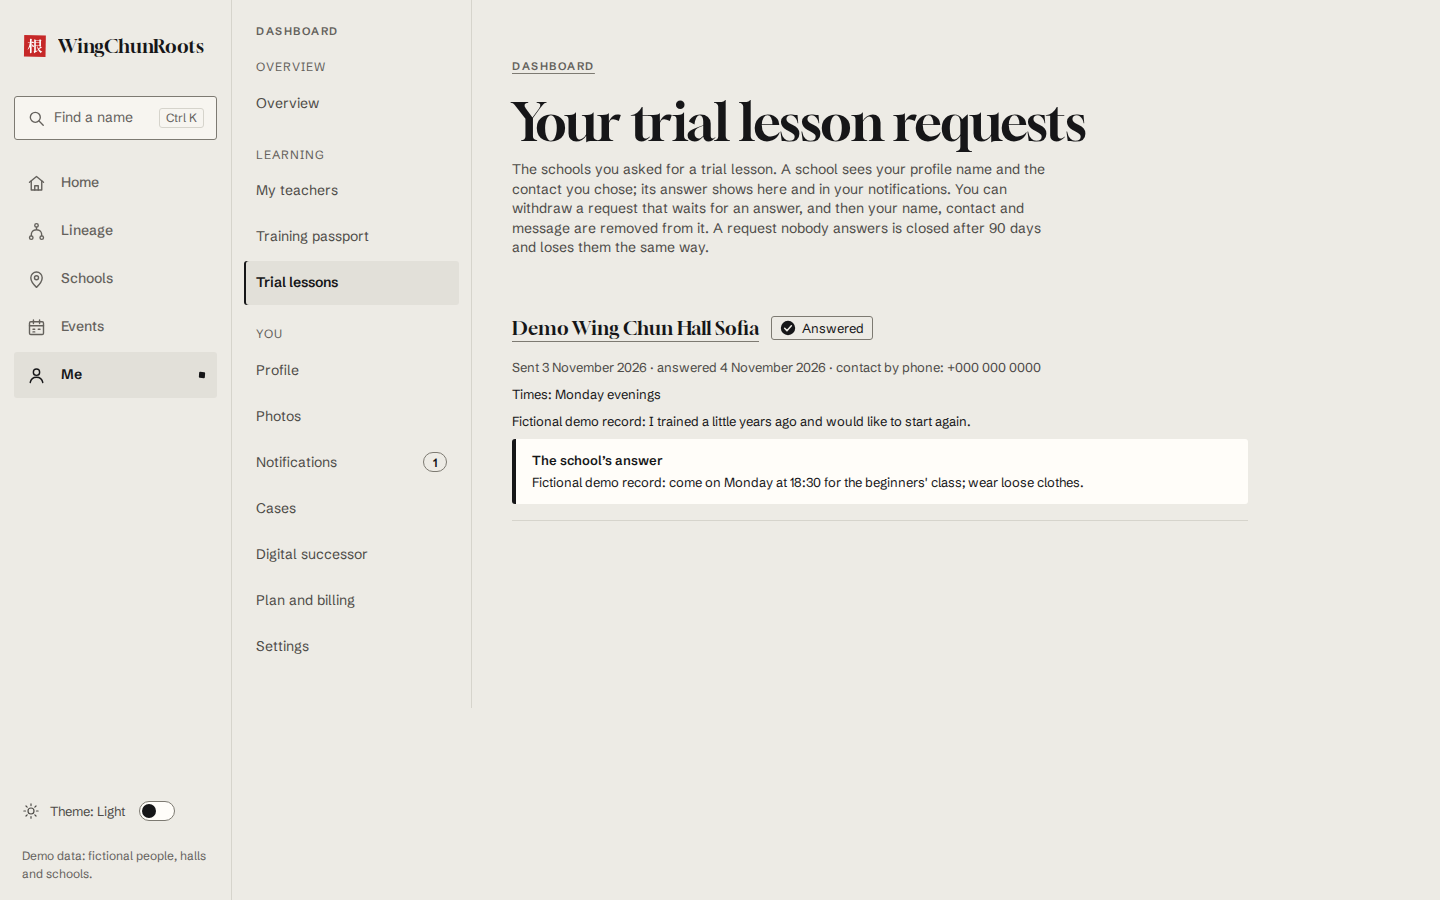 根 WingChunRoots
Find a name Ctrl K
Home
Lineage
Schools
Events
Me
Theme: Light
Demo data: fictional people, halls
and schools.
DASHBOARD
OVERVIEW
Overview
LEARNING
My teachers
Training passport
Trial lessons
YOU
Profile
Photos
Notifications 1
Cases
Digital successor
Plan and billing
Settings
DASHBOARD
Your trial lesson requests
The schools you asked for a trial lesson. A school sees your profile name and the
contact you chose; its answer shows here and in your notifications. You can
withdraw a request that waits for an answer, and then your name, contact and
message are removed from it. A request nobody answers is closed after 90 days
and loses them the same way.
Demo Wing Chun Hall Sofia Answered
Sent 3 November 2026 · answered 4 November 2026 · contact by phone: +000 000 0000
Times: Monday evenings
Fictional demo record: I trained a little years ago and would like to start again.
The school’s answer
Fictional demo record: come on Monday at 18:30 for the beginners' class; wear loose clothes.